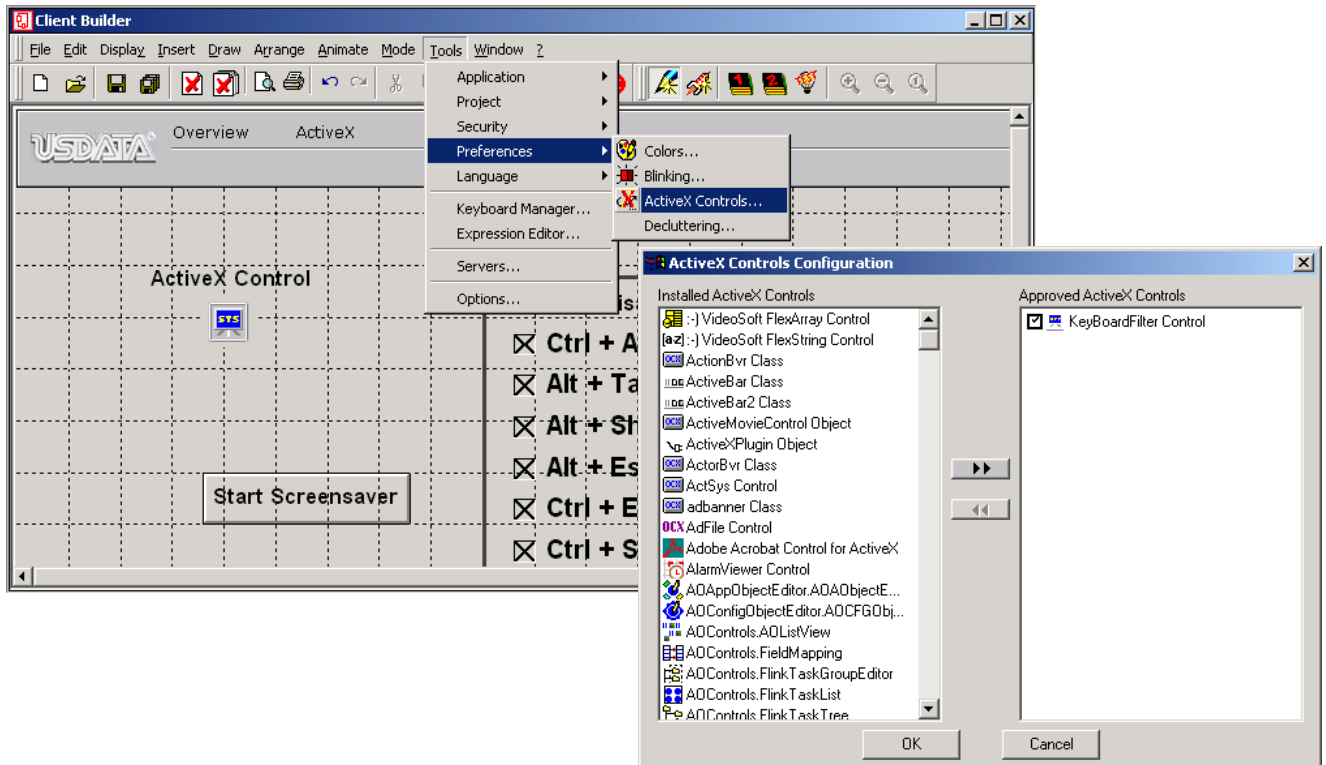 Client Builder
File Edit Display Insert Draw Arrange Animate Mode Tools Window ?
USDATA
Overview ActiveX
Application
Project
Security
Preferences
Language
Keyboard Manager...
Expression Editor...
Servers...
Options...
Colors...
Blinking...
ActiveX Controls...
Decluttering...
ActiveX Control
SYS
Start Screensaver
Ctrl + A
Alt + Ta
Alt + Sh
Alt + Es
Ctrl + E
Ctrl + S
ActiveX Controls Configuration
Installed ActiveX Controls
:-) VideoSoft FlexArray Control
:-) VideoSoft FlexString Control
ActionBvr Class
ActiveBar Class
ActiveBar2 Class
ActiveMovieControl Object
ActiveXPlugin Object
ActorBvr Class
ActSys Control
adbanner Class
AdFile Control
Adobe Acrobat Control for ActiveX
AlarmViewer Control
AOAppObjectEditor.AOAObjectE...
AOConfigObjectEditor.AOCFGObj...
AOControls.AOListView
AOControls.FieldMapping
AOControls.FlinkTaskGroupEditor
AOControls.FlinkTaskList
AOControls.FlinkTaskTree
Approved ActiveX Controls
KeyBoardFilter Control
OK
Cancel